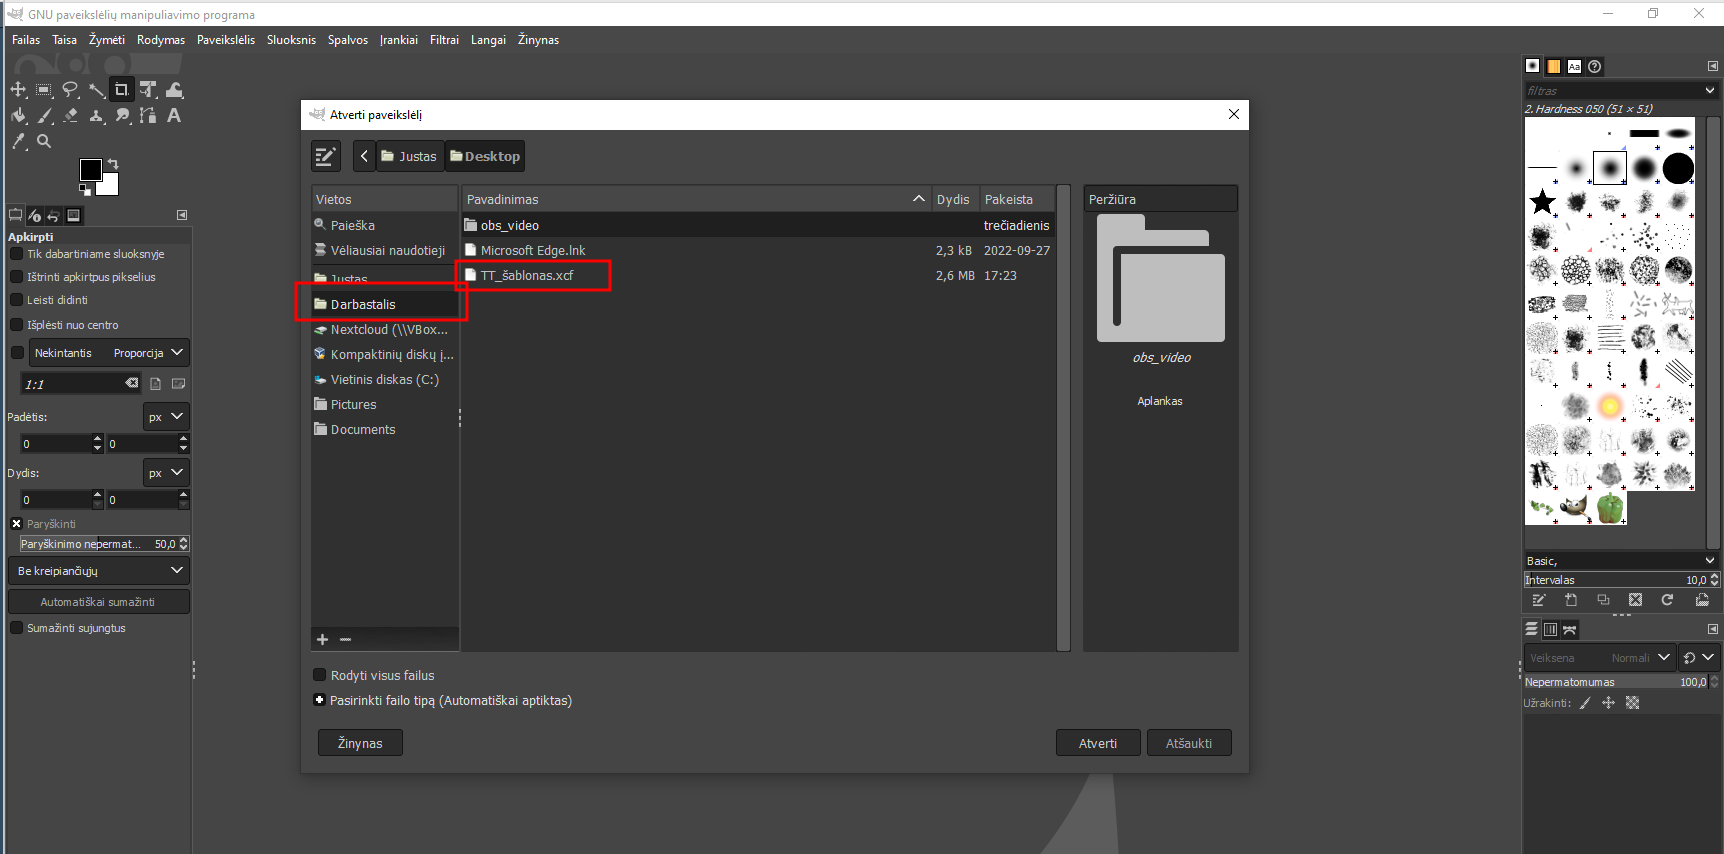 GNU paveikslėlių manipuliavimo programa
Failas Taisa Žymėti Rodymas Paveikslėlis Sluoksnis Spalvos Įrankiai Filtrai Langai Žinynas
Apkirpti
Tik dabartiniame sluoksnyje
Ištrinti apkirptus pikselius
Leisti didinti
Išplėsti nuo centro
Nekintantis Proporcija
1:1
Padėtis: px
0 0
Dydis: px
0 0
Paryškinti
Paryškinimo nepermat... 50,0
Be kreipiančiųjų
Automatiškai sumažinti
Sumažinti sujungtus
Atverti paveikslėlį
Justas Desktop
Vietos
Paieška
Vėliausiai naudotieji
Justas
Darbastalis
Nextcloud (\\VBox...
Kompaktinių diskų į...
Vietinis diskas (C:)
Pictures
Documents
Pavadinimas Dydis Pakeista
obs_video trečiadienis
Microsoft Edge.lnk 2,3 kB 2022-09-27
TT_šablonas.xcf 2,6 MB 17:23
Peržiūra
obs_video
Aplankas
Rodyti visus failus
Pasirinkti failo tipą (Automatiškai aptiktas)
Žinynas Atverti Atšaukti
Aa
filtras
2. Hardness 050 (51 × 51)
Basic,
Intervalas 10,0
Veiksena Normali
Nepermatomumas 100,0
Užrakinti: